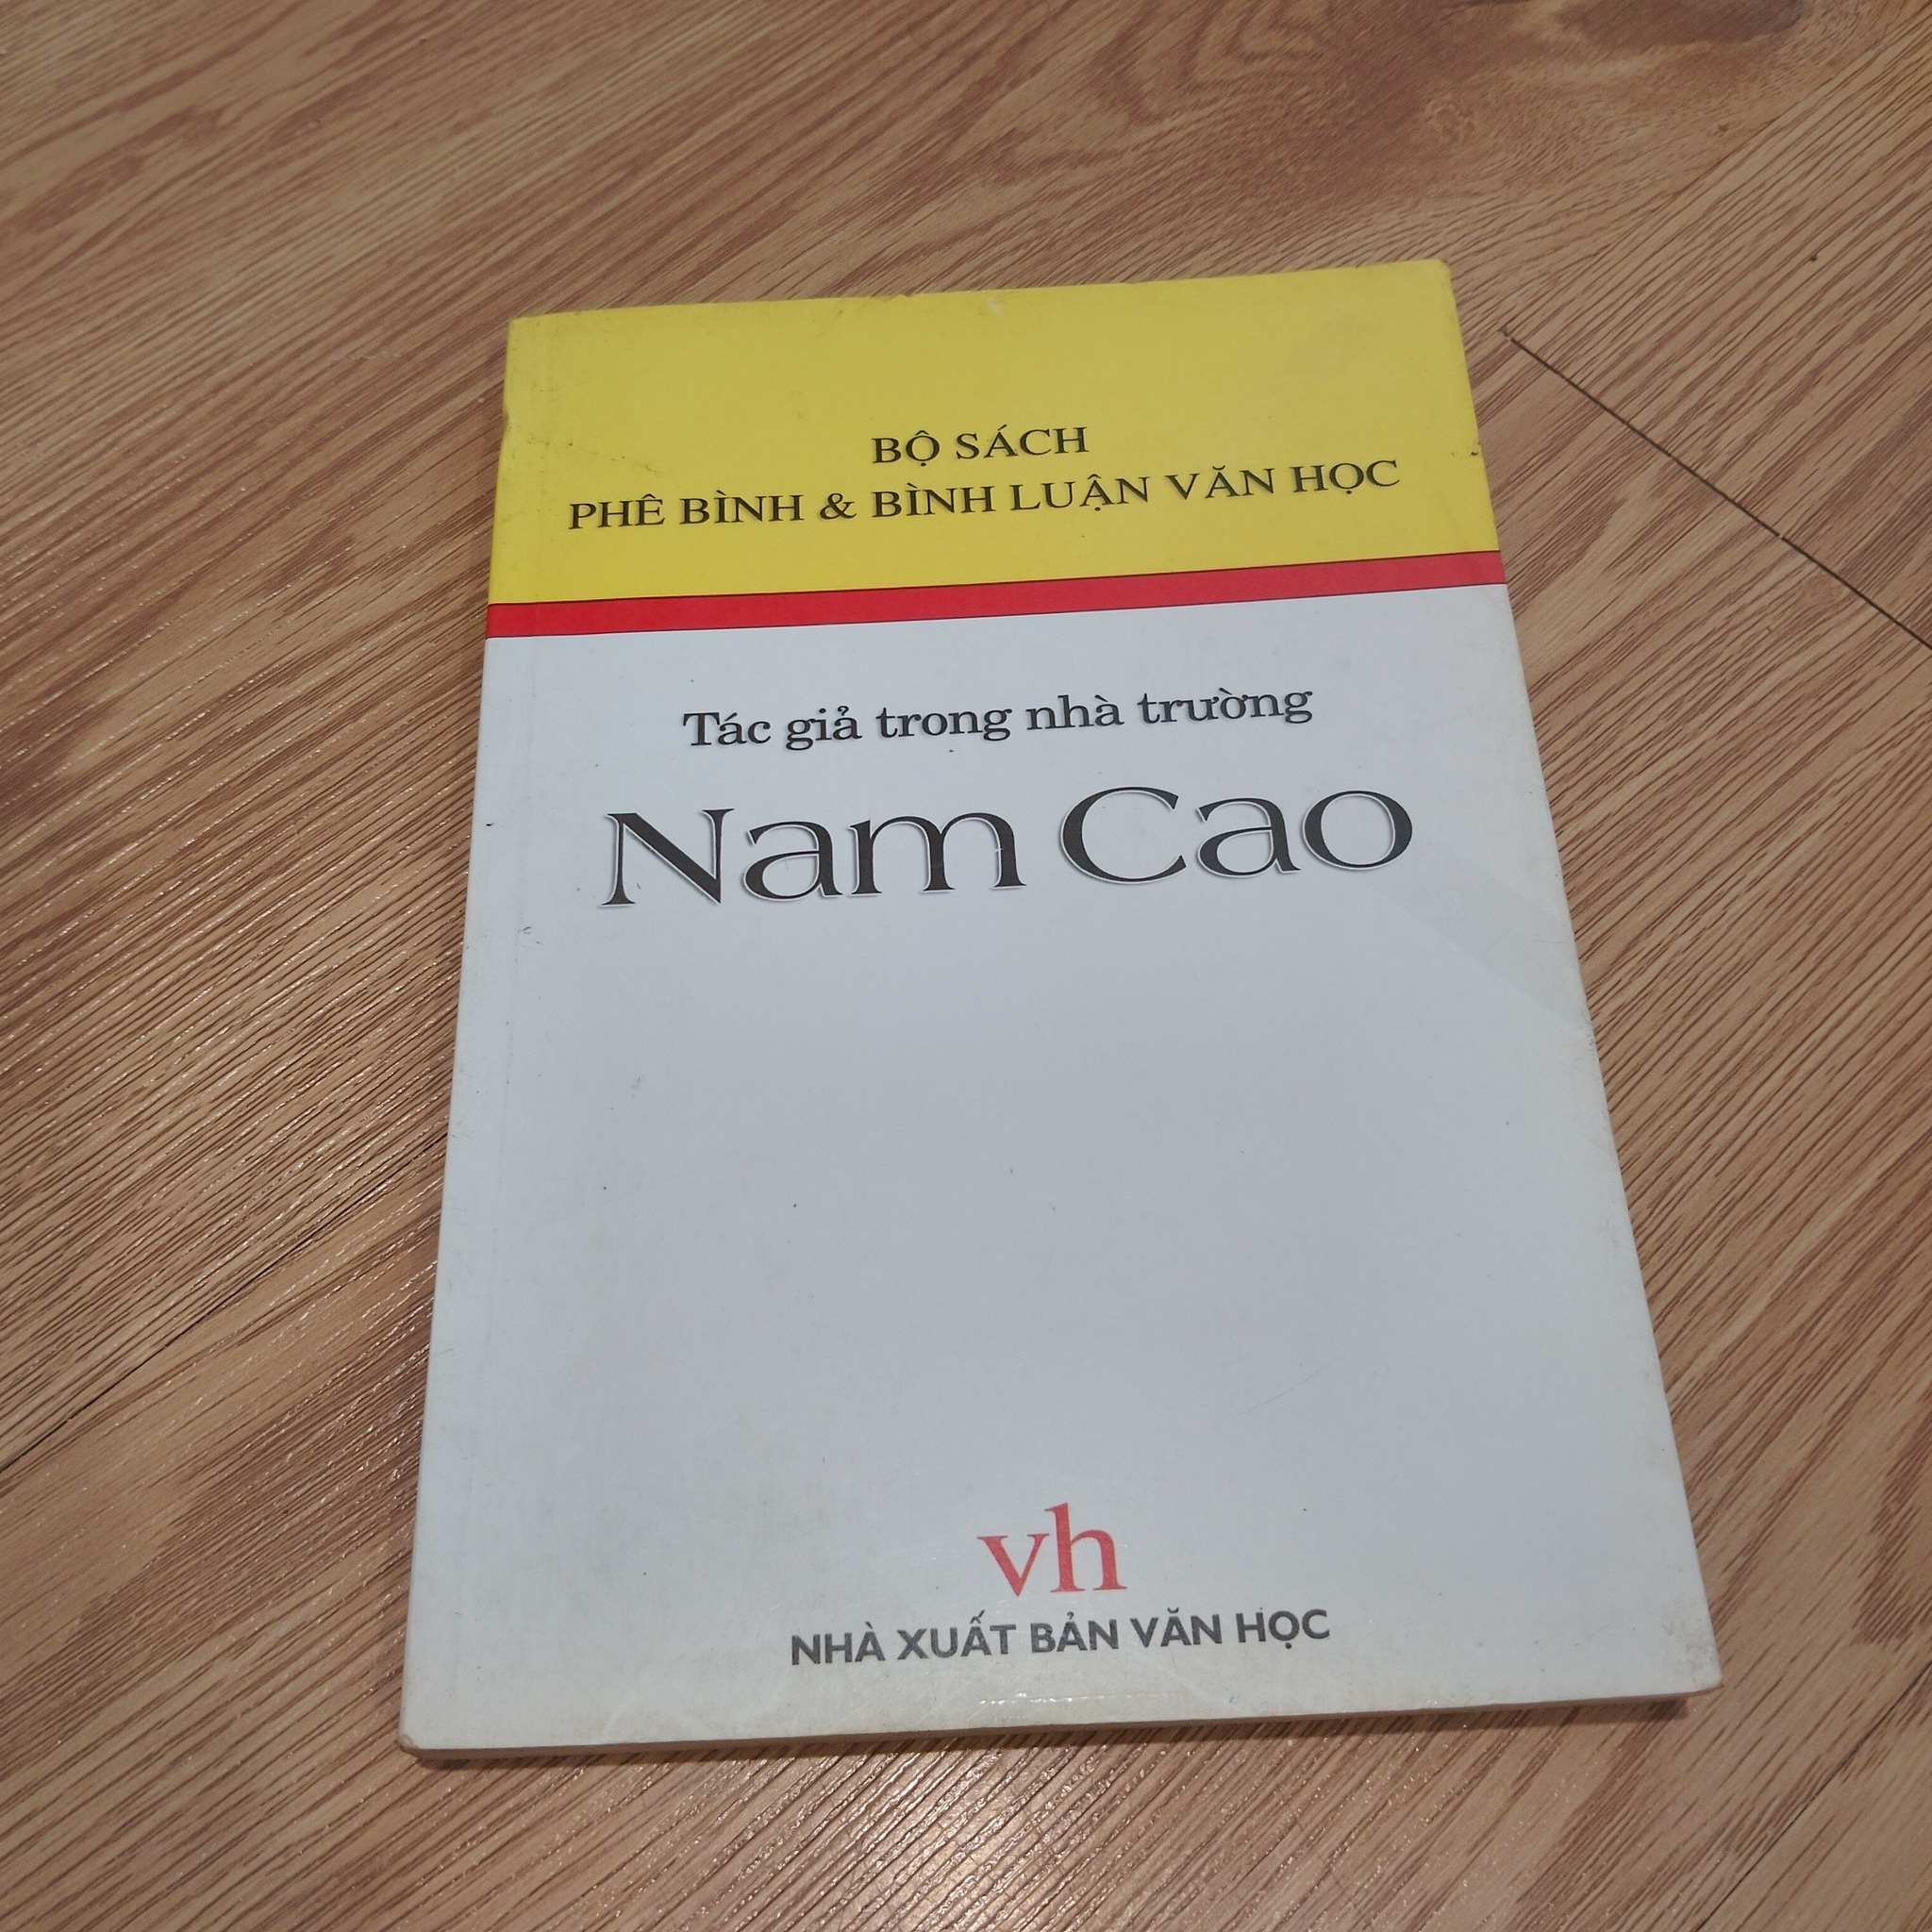 BỘ SÁCH
PHÊ BÌNH & BÌNH LUẬN VĂN HỌC
Tác giả trong nhà trường
Nam Cao
vh
NHÀ XUẤT BẢN VĂN HỌC